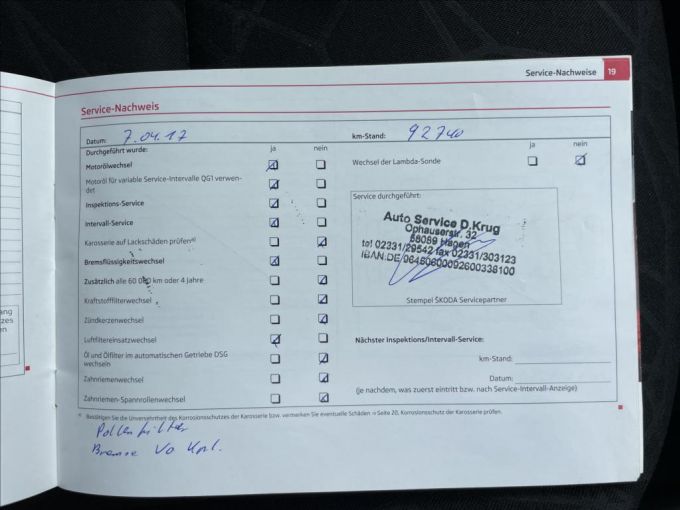 Service-Nachweise 19
Service-Nachweis
Datum: 7.04.17 km-Stand: 92740
Durchgeführt wurde: ja nein
ja nein
Motorölwechsel
Wechsel der Lambda-Sonde
Motoröl für variable Service-Intervalle QG1 verwen-
det
Inspektions-Service
Intervall-Service
Karosserie auf Lackschäden prüfen⁴⁾
Bremsflüssigkeitswechsel
Zusätzlich alle 60 000 km oder 4 Jahre
Kraftstofffilterwechsel
Zündkerzenwechsel
Luftfiltereinsatzwechsel
Öl und Ölfilter im automatischen Getriebe DSG
wechseln
Zahnriemenwechsel
Zahnriemen-Spannrollenwechsel
Service durchgeführt:
Auto Service D.Krug
Ophauserstr. 32
58089 Hagen
tel 02331/29542 fax 02331/303123
Stempel ŠKODA Servicepartner
Nächster Inspektions/Intervall-Service:
km-Stand:
Datum:
(je nachdem, was zuerst eintritt bzw. nach Service-Intervall-Anzeige)
Bestätigen Sie die Unversehrtheit des Korrosionsschutzes der Karosserie bzw. vermerken Sie eventuelle Schäden ⇒ Seite 20, Korrosionsschutz der Karosserie prüfen.
Pollenfilter
Bremse Vo
ang
zes
en